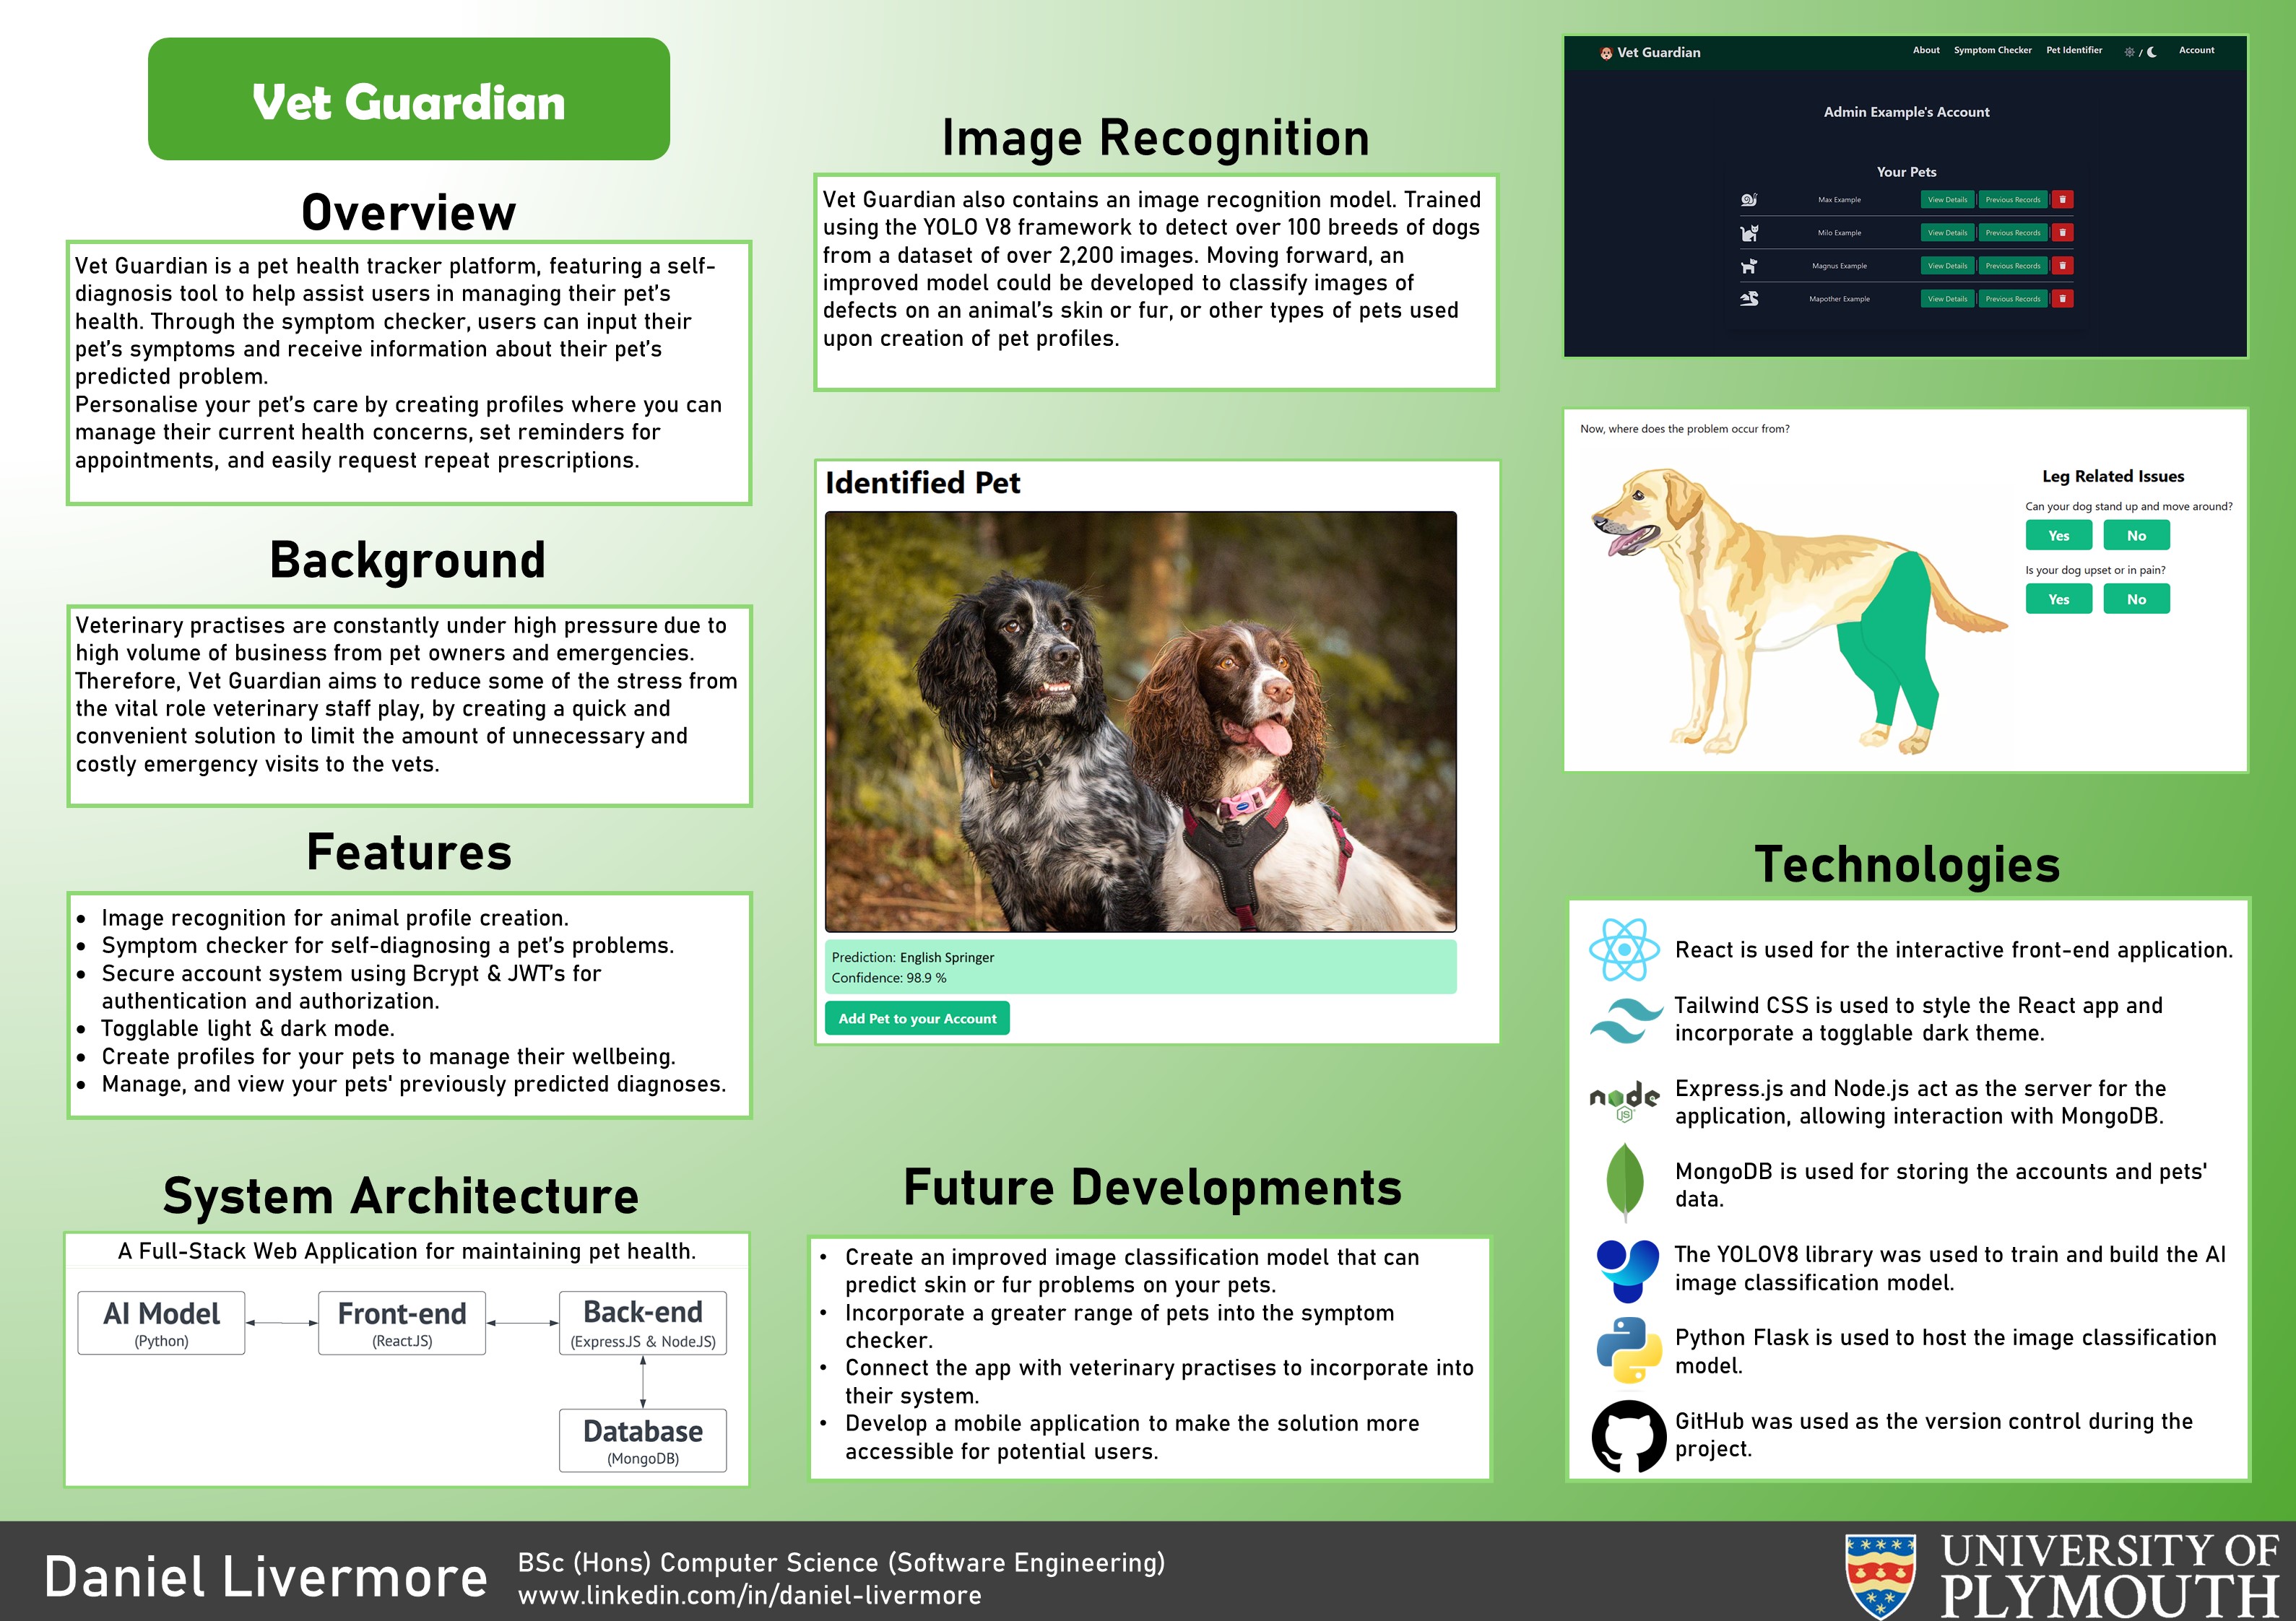 Vet Guardian
Overview
Vet Guardian is a pet health tracker platform, featuring a self-
diagnosis tool to help assist users in managing their pet's
health. Through the symptom checker, users can input their
pet's symptoms and receive information about their pet's
predicted problem.
Personalise your pet's care by creating profiles where you can
manage their current health concerns, set reminders for
appointments, and easily request repeat prescriptions.
Background
Veterinary practises are constantly under high pressure due to
high volume of business from pet owners and emergencies.
Therefore, Vet Guardian aims to reduce some of the stress from
the vital role veterinary staff play, by creating a quick and
convenient solution to limit the amount of unnecessary and
costly emergency visits to the vets.
Features
• Image recognition for animal profile creation.
• Symptom checker for self-diagnosing a pet's problems.
• Secure account system using Bcrypt & JWT's for
authentication and authorization.
• Togglable light & dark mode.
• Create profiles for your pets to manage their wellbeing.
• Manage, and view your pets' previously predicted diagnoses.
System Architecture
A Full-Stack Web Application for maintaining pet health.
AI Model
(Python)
Front-end
(ReactJS)
Back-end
(ExpressJS & NodeJS)
Database
(MongoDB)
Image Recognition
Vet Guardian also contains an image recognition model. Trained
using the YOLO V8 framework to detect over 100 breeds of dogs
from a dataset of over 2,200 images. Moving forward, an
improved model could be developed to classify images of
defects on an animal's skin or fur, or other types of pets used
upon creation of pet profiles.
Identified Pet
Prediction: English Springer
Confidence: 98.9 %
Add Pet to your Account
Future Developments
• Create an improved image classification model that can
predict skin or fur problems on your pets.
• Incorporate a greater range of pets into the symptom
checker.
• Connect the app with veterinary practises to incorporate into
their system.
• Develop a mobile application to make the solution more
accessible for potential users.
Vet Guardian
About Symptom Checker Pet Identifier / Account
Admin Example's Account
Your Pets
Max Example View Details Previous Records
Milo Example View Details Previous Records
Magnus Example View Details Previous Records
Mapother Example View Details Previous Records
Now, where does the problem occur from?
Leg Related Issues
Can your dog stand up and move around?
Yes No
Is your dog upset or in pain?
Yes No
Technologies
React is used for the interactive front-end application.
Tailwind CSS is used to style the React app and
incorporate a togglable dark theme.
node
JS
Express.js and Node.js act as the server for the
application, allowing interaction with MongoDB.
MongoDB is used for storing the accounts and pets'
data.
The YOLOV8 library was used to train and build the AI
image classification model.
Python Flask is used to host the image classification
model.
GitHub was used as the version control during the
project.
Daniel Livermore
BSc (Hons) Computer Science (Software Engineering)
www.linkedin.com/in/daniel-livermore
UNIVERSITY OF
PLYMOUTH